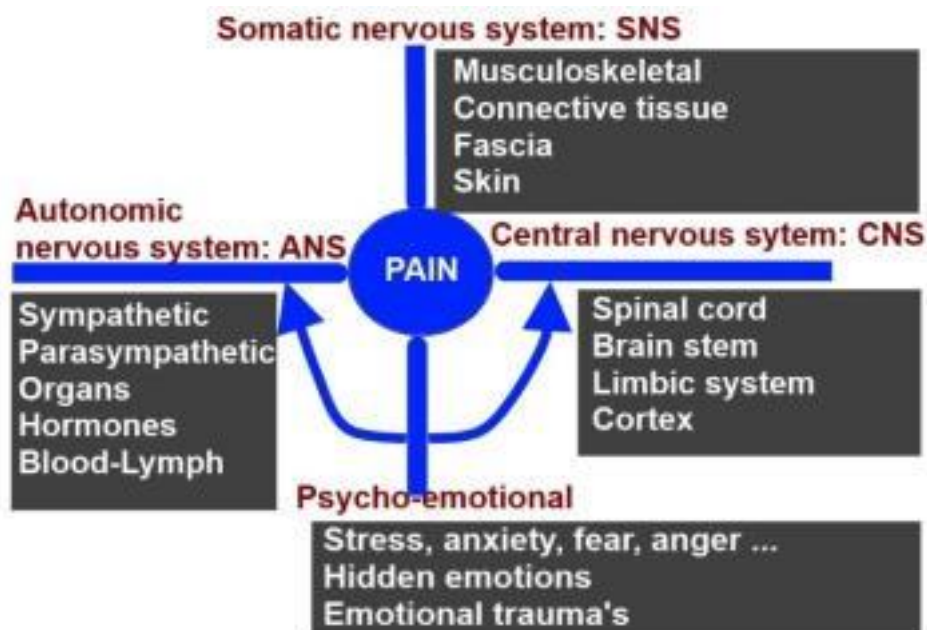 Somatic nervous system: SNS
Musculoskeletal
Connective tissue
Fascia
Skin
Autonomic
nervous system: ANS
PAIN
Central nervous sytem: CNS
Sympathetic
Parasympathetic
Organs
Hormones
Blood-Lymph
Spinal cord
Brain stem
Limbic system
Cortex
Psycho-emotional
Stress, anxiety, fear, anger ...
Hidden emotions
Emotional trauma's